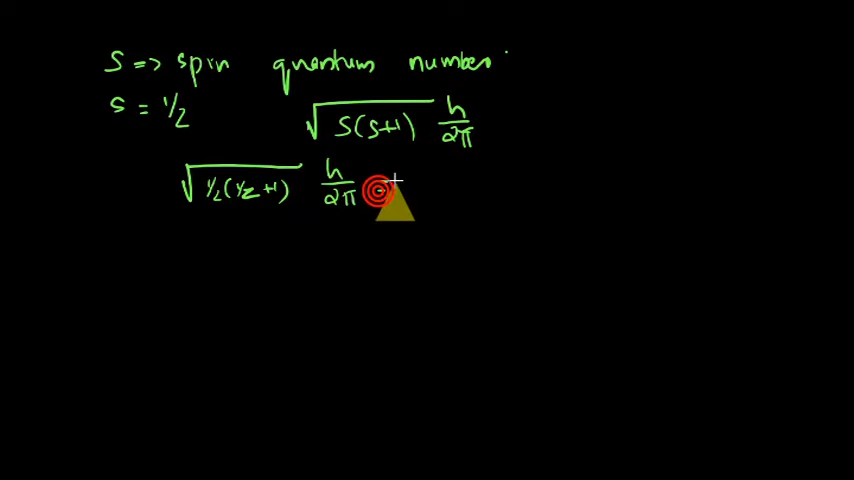 S => spin quantum number
s = 1/2 √S(S+1) h/2π
√1/2(1/2+1) h/2π =